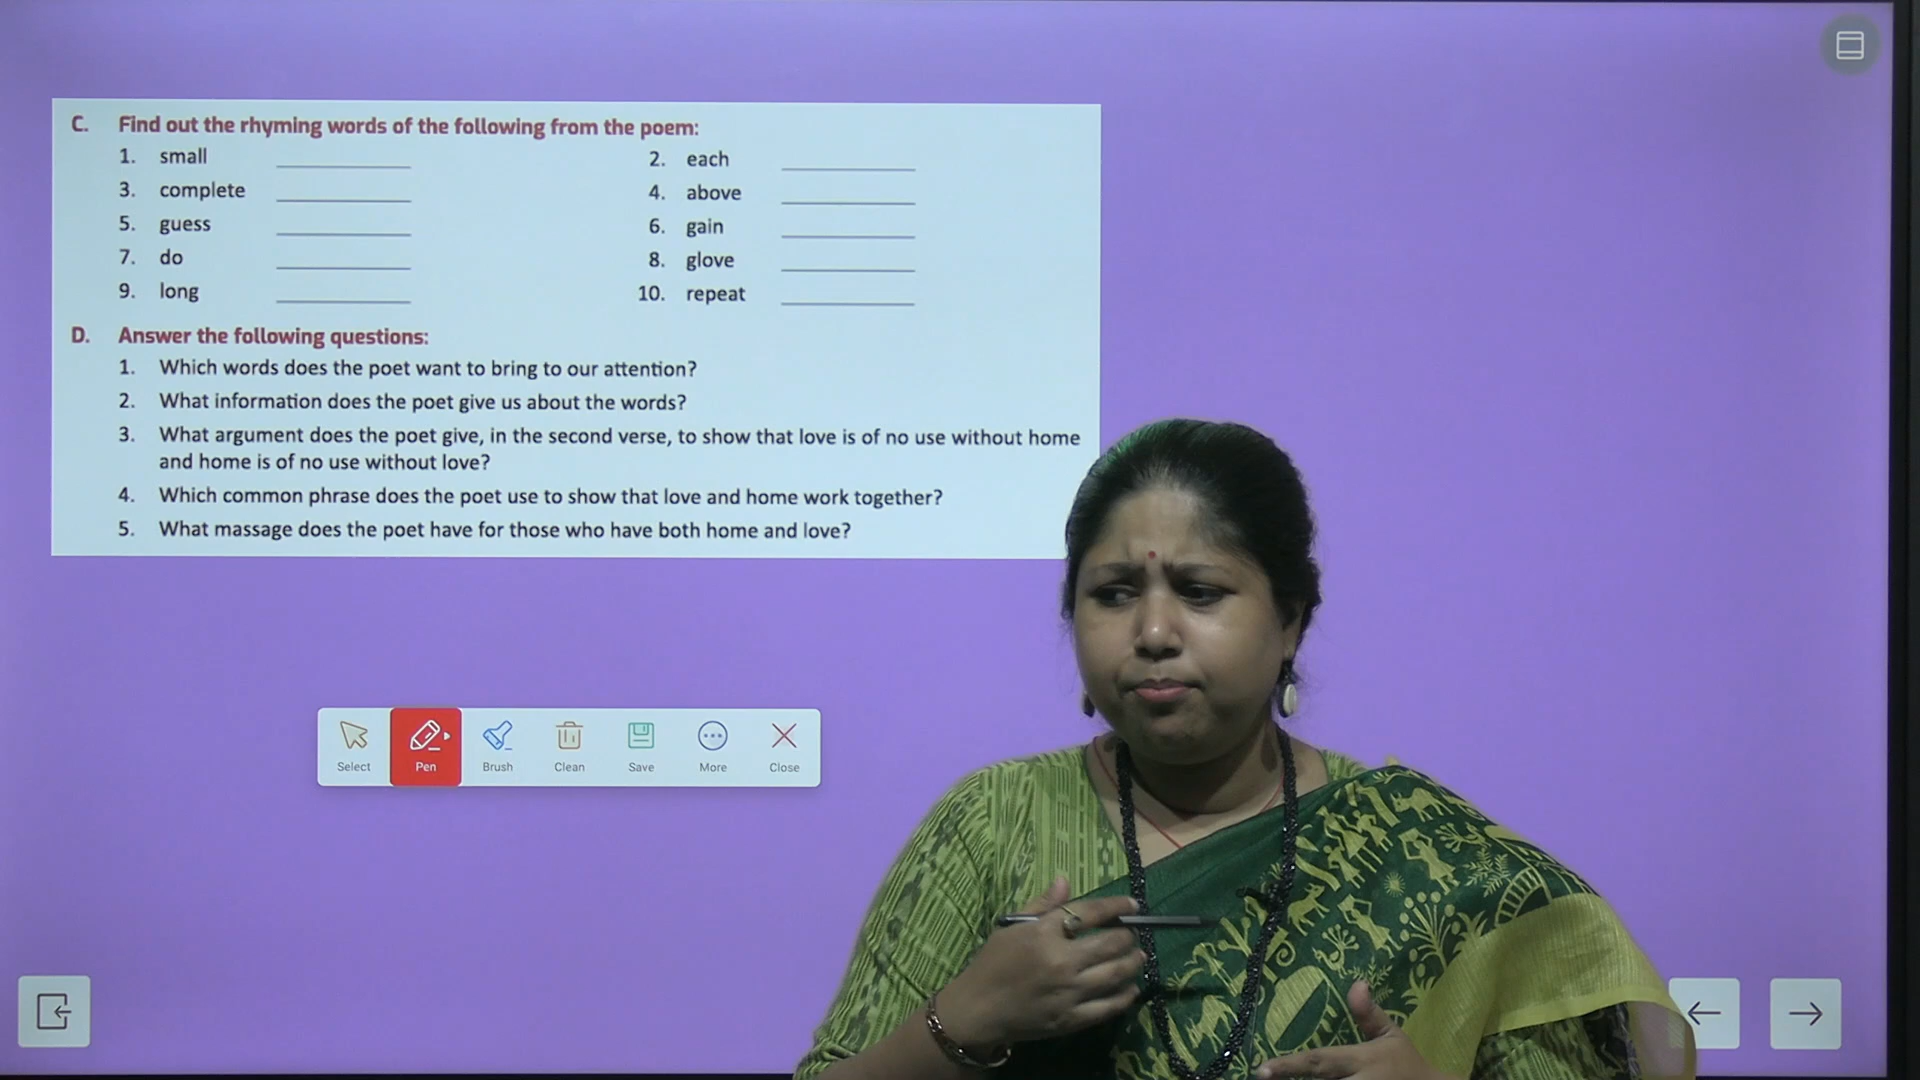 C. Find out the rhyming words of the following from the poem:
1. small 2. each
3. complete 4. above
5. guess 6. gain
7. do 8. glove
9. long 10. repeat
D. Answer the following questions:
1. Which words does the poet want to bring to our attention?
2. What information does the poet give us about the words?
3. What argument does the poet give, in the second verse, to show that love is of no use without home
and home is of no use without love?
4. Which common phrase does the poet use to show that love and home work together?
5. What massage does the poet have for those who have both home and love?
Select Pen Brush Clean Save More Close